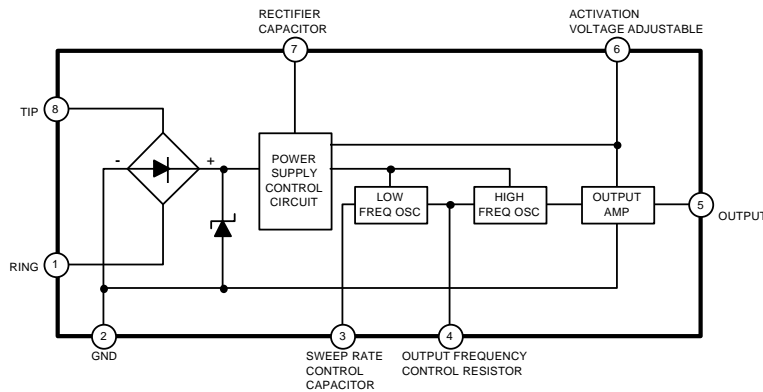 RECTIFIER
CAPACITOR
7
ACTIVATION
VOLTAGE ADJUSTABLE
6
TIP
8
-
+
POWER
SUPPLY
CONTROL
CIRCUIT
LOW
FREQ OSC
HIGH
FREQ OSC
OUTPUT
AMP
5
OUTPUT
RING
1
2
GND
3
SWEEP RATE
CONTROL
CAPACITOR
4
OUTPUT FREQUENCY
CONTROL RESISTOR